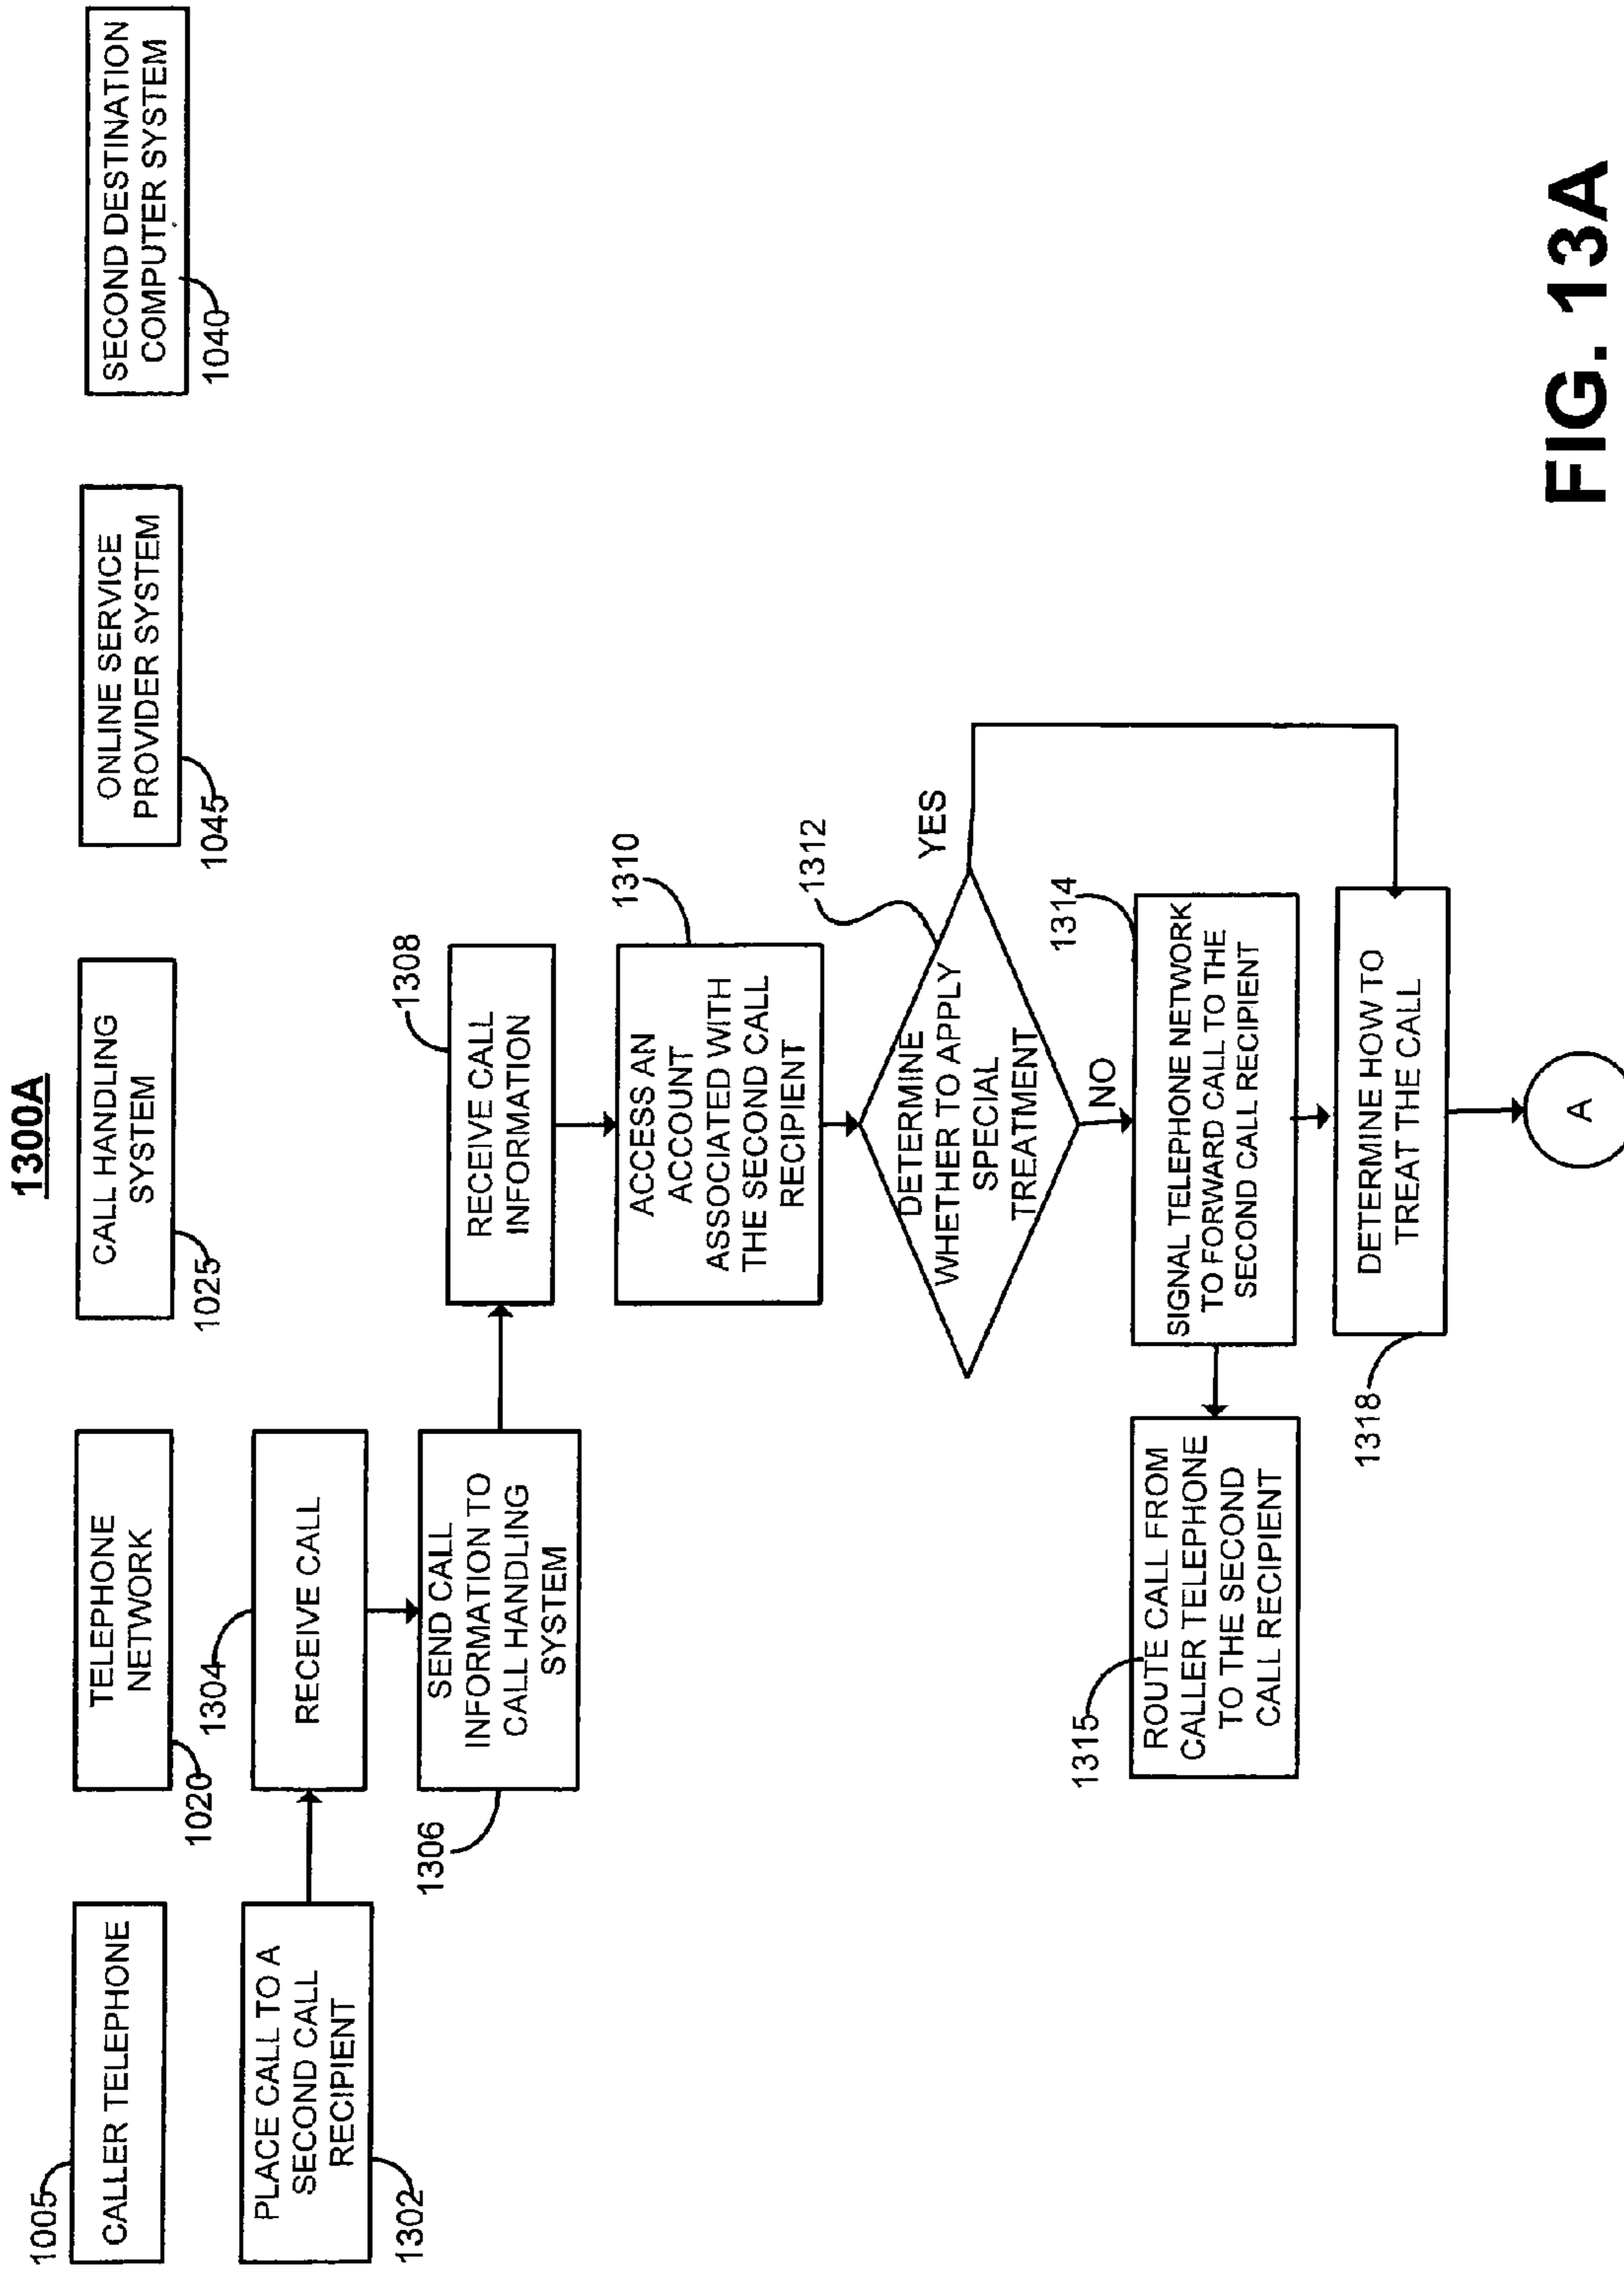 1300A
CALLER TELEPHONE
1005
TELEPHONE
NETWORK
1020
CALL HANDLING
SYSTEM
1025
ONLINE SERVICE
PROVIDER SYSTEM
1045
SECOND DESTINATION
COMPUTER SYSTEM
1040
PLACE CALL TO A
SECOND CALL
RECIPIENT
1302
1304
RECEIVE CALL
SEND CALL
INFORMATION TO
CALL HANDLING
SYSTEM
1306
1308
RECEIVE CALL
INFORMATION
1310
ACCESS AN
ACCOUNT
ASSOCIATED WITH
THE SECOND CALL
RECIPIENT
1312
DETERMINE
WHETHER TO APPLY
SPECIAL
TREATMENT
YES
NO
1314
SIGNAL TELEPHONE NETWORK
TO FORWARD CALL TO THE
SECOND CALL RECIPIENT
1315
ROUTE CALL FROM
CALLER TELEPHONE
TO THE SECOND
CALL RECIPIENT
1318
DETERMINE HOW TO
TREAT THE CALL
A
FIG. 13A